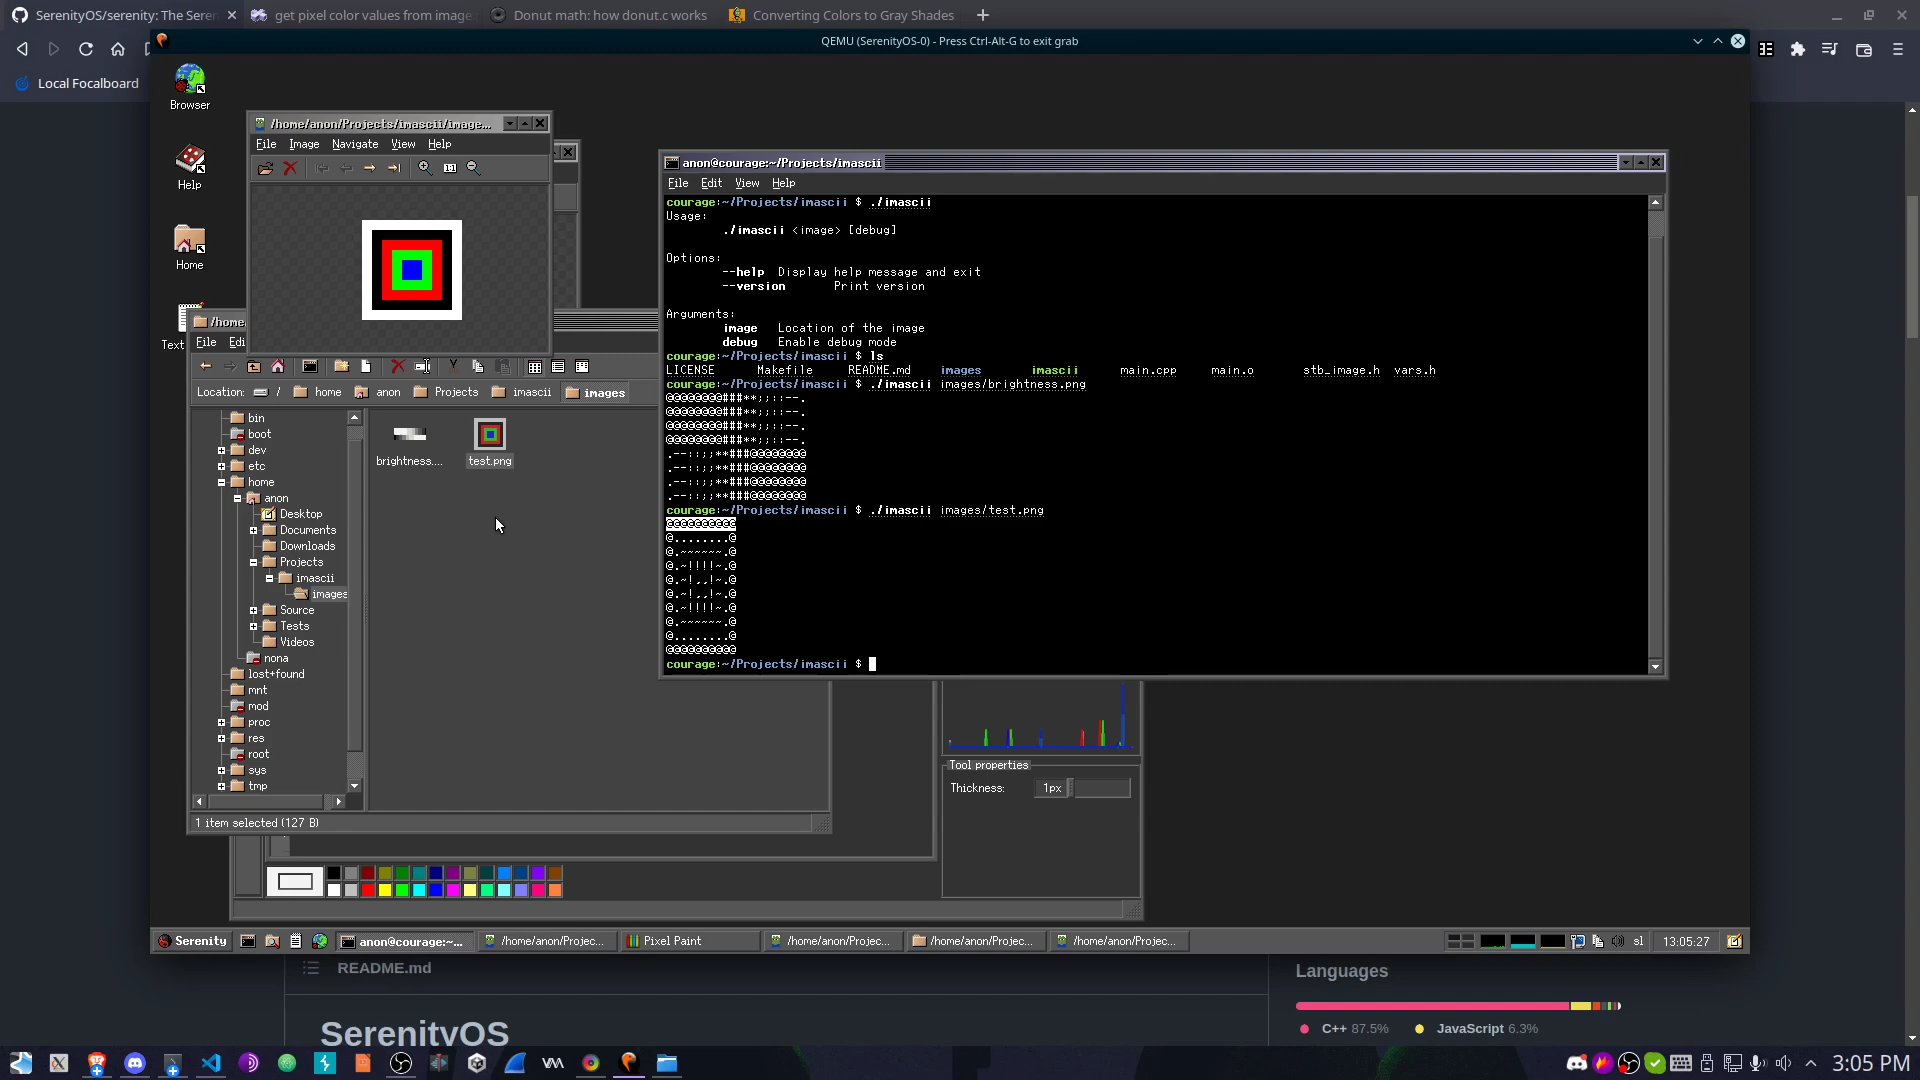 SerenityOS/serenity: The Seren
get pixel color values from image
Donut math: how donut.c works
Converting Colors to Gray Shades
QEMU (SerenityOS-0) - Press Ctrl-Alt-G to exit grab
Local Focalboard
Browser
Help
Home
Text
/home/anon/Projects/imascii/image...
File Image Navigate View Help
1:1
/home
File Edi
Location: / home anon Projects imascii images
bin
boot
dev
etc
home
anon
Desktop
Documents
Downloads
Projects
imascii
images
Source
Tests
Videos
nona
lost+found
mnt
mod
proc
res
root
sys
tmp
brightness....
test.png
1 item selected (127 B)
anon@courage:~/Projects/imascii
File Edit View Help
courage:~/Projects/imascii $ ./imascii
Usage:
./imascii <image> [debug]
Options:
--help Display help message and exit
--version Print version
Arguments:
image Location of the image
debug Enable debug mode
courage:~/Projects/imascii $ ls
LICENSE Makefile README.md images imascii main.cpp main.o stb_image.h vars.h
courage:~/Projects/imascii $ ./imascii images/brightness.png
@@@@@@@@###**;;::--.
@@@@@@@@###**;;::--.
@@@@@@@@###**;;::--.
@@@@@@@@###**;;::--.
.--::;;**###@@@@@@@@
.--::;;**###@@@@@@@@
.--::;;**###@@@@@@@@
.--::;;**###@@@@@@@@
courage:~/Projects/imascii $ ./imascii images/test.png
@@@@@@@@@@
@........@
@.~~~~~~.@
@.~!!!!~.@
@.~!,,!~.@
@.~!,,!~.@
@.~!!!!~.@
@.~~~~~~.@
@........@
@@@@@@@@@@
courage:~/Projects/imascii $
Tool properties
Thickness: 1px
Serenity
anon@courage:~...
/home/anon/Projec...
Pixel Paint
/home/anon/Projec...
/home/anon/Projec...
/home/anon/Projec...
sl
13:05:27
README.md
SerenityOS
Languages
C++ 87.5% JavaScript 6.3%
3:05 PM